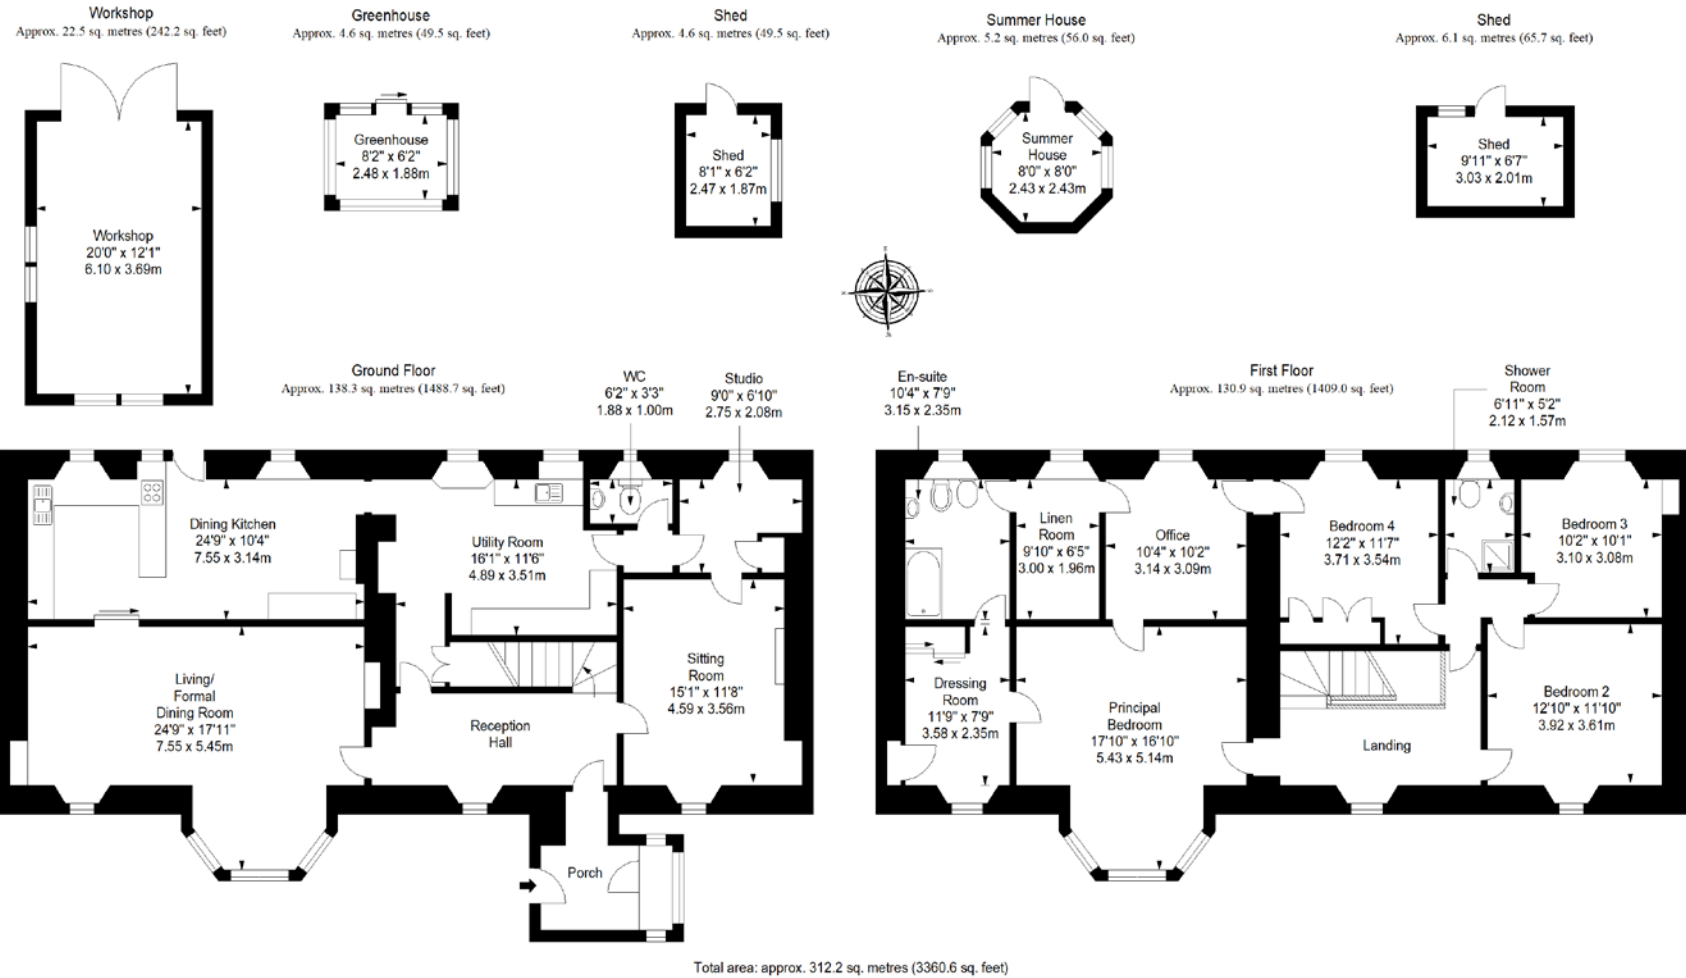 Workshop
Approx. 22.5 sq. metres (242.2 sq. feet)
Greenhouse
Approx. 4.6 sq. metres (49.5 sq. feet)
Shed
Approx. 4.6 sq. metres (49.5 sq. feet)
Summer House
Approx. 5.2 sq. metres (56.0 sq. feet)
Shed
Approx. 6.1 sq. metres (65.7 sq. feet)
Workshop
20'0" x 12'1"
6.10 x 3.69m
Greenhouse
8'2" x 6'2"
2.48 x 1.88m
Shed
8'1" x 6'2"
2.47 x 1.87m
Summer
House
8'0" x 8'0"
2.43 x 2.43m
Shed
9'11" x 6'7"
3.03 x 2.01m
Ground Floor
Approx. 138.3 sq. metres (1488.7 sq. feet)
WC
6'2" x 3'3"
1.88 x 1.00m
Studio
9'0" x 6'10"
2.75 x 2.08m
Dining Kitchen
24'9" x 10'4"
7.55 x 3.14m
Utility Room
16'1" x 11'6"
4.89 x 3.51m
Living/
Formal
Dining Room
24'9" x 17'11"
7.55 x 5.45m
Reception
Hall
Sitting
Room
15'1" x 11'8"
4.59 x 3.56m
Porch
First Floor
Approx. 130.9 sq. metres (1409.0 sq. feet)
En-suite
10'4" x 7'9"
3.15 x 2.35m
Shower
Room
6'11" x 5'2"
2.12 x 1.57m
Linen
Room
9'10" x 6'5"
3.00 x 1.96m
Office
10'4" x 10'2"
3.14 x 3.09m
Bedroom 4
12'2" x 11'7"
3.71 x 3.54m
Bedroom 3
10'2" x 10'1"
3.10 x 3.08m
Dressing
Room
11'9" x 7'9"
3.58 x 2.35m
Principal
Bedroom
17'10" x 16'10"
5.43 x 5.14m
Landing
Bedroom 2
12'10" x 11'10"
3.92 x 3.61m
Total area: approx. 312.2 sq. metres (3360.6 sq. feet)